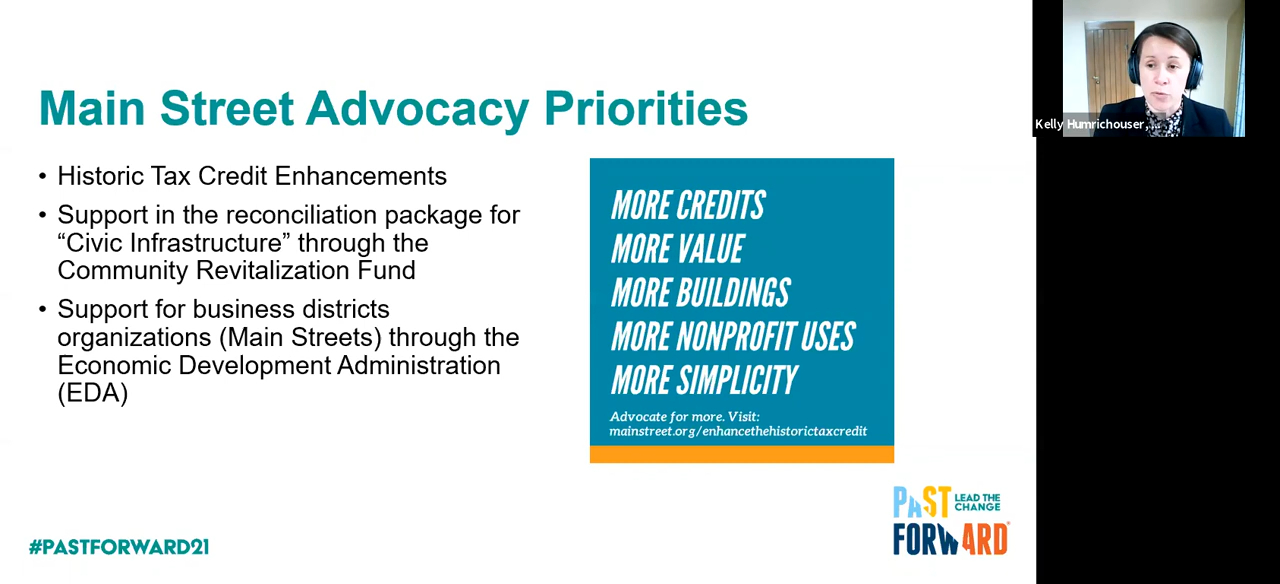 Main Street Advocacy Priorities
• Historic Tax Credit Enhancements
• Support in the reconciliation package for
“Civic Infrastructure” through the
Community Revitalization Fund
• Support for business districts
organizations (Main Streets) through the
Economic Development Administration
(EDA)
MORE CREDITS
MORE VALUE
MORE BUILDINGS
MORE NONPROFIT USES
MORE SIMPLICITY
Advocate for more. Visit:
mainstreet.org/enhancethehistorictaxcredit
PAST LEAD THE
CHANGE
FORWARD®
#PASTFORWARD21
Kelly Humrichouser, ...